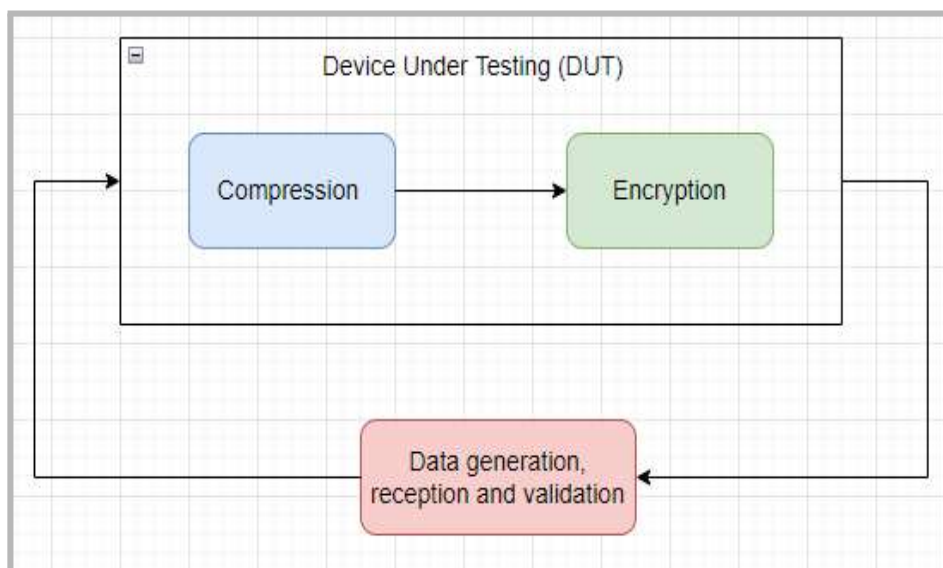 Device Under Testing (DUT)
Compression
Encryption
Data generation,
reception and validation